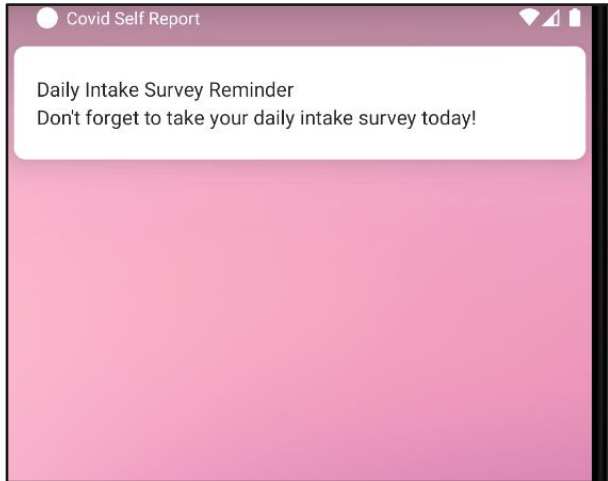 Covid Self Report
Daily Intake Survey Reminder
Don't forget to take your daily intake survey today!